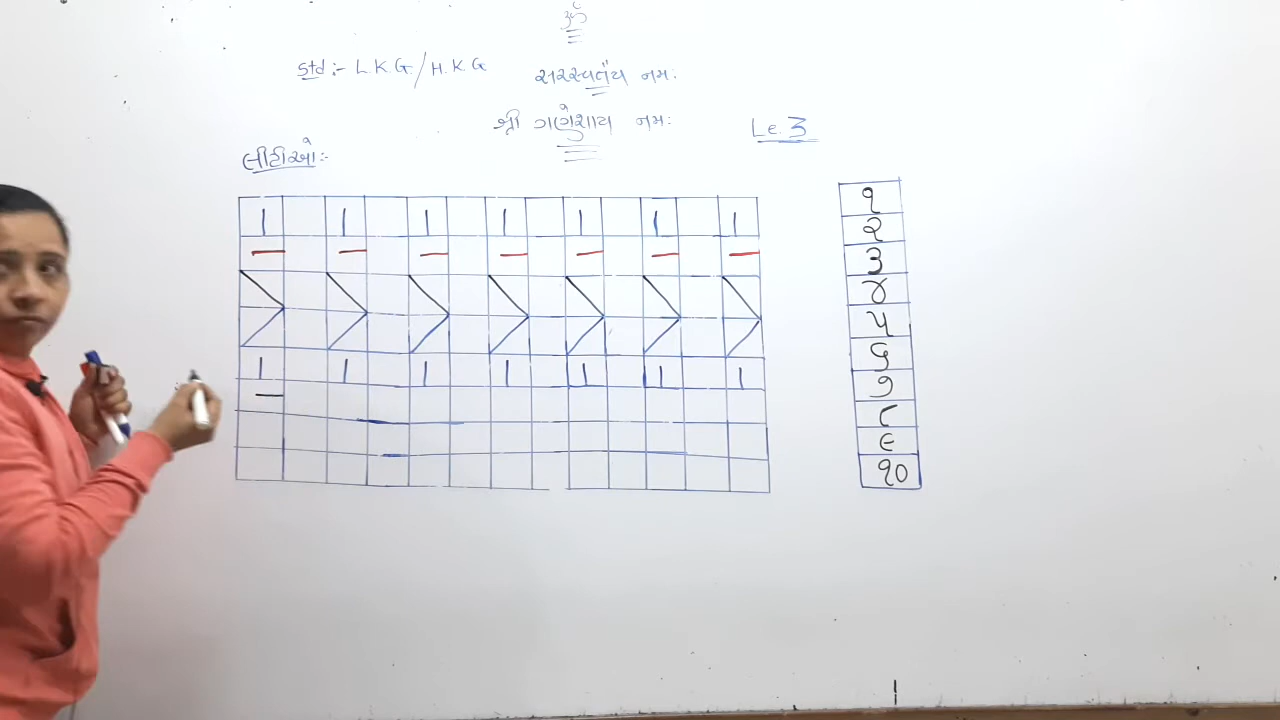 ૐ
Std :- L.K.G./H.K.G
સરસ્વતૈય નમઃ
શ્રી ગણેશાય નમઃ
Le. 3
લીટીઓ:-
૧
૨
૩
૪
૫
૬
૭
૮
૯
૧૦